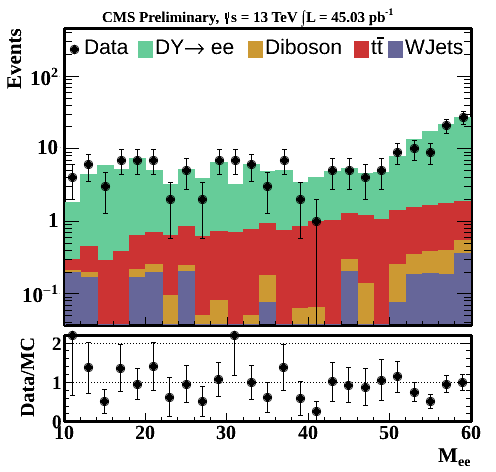 CMS Preliminary, √s = 13 TeV ∫L = 45.03 pb⁻¹
Events
Data DY→ ee Diboson tt̄ WJets
10²
10
1
10⁻¹
Data/MC
2
1
0
10 20 30 40 50 60
Mₑₑ